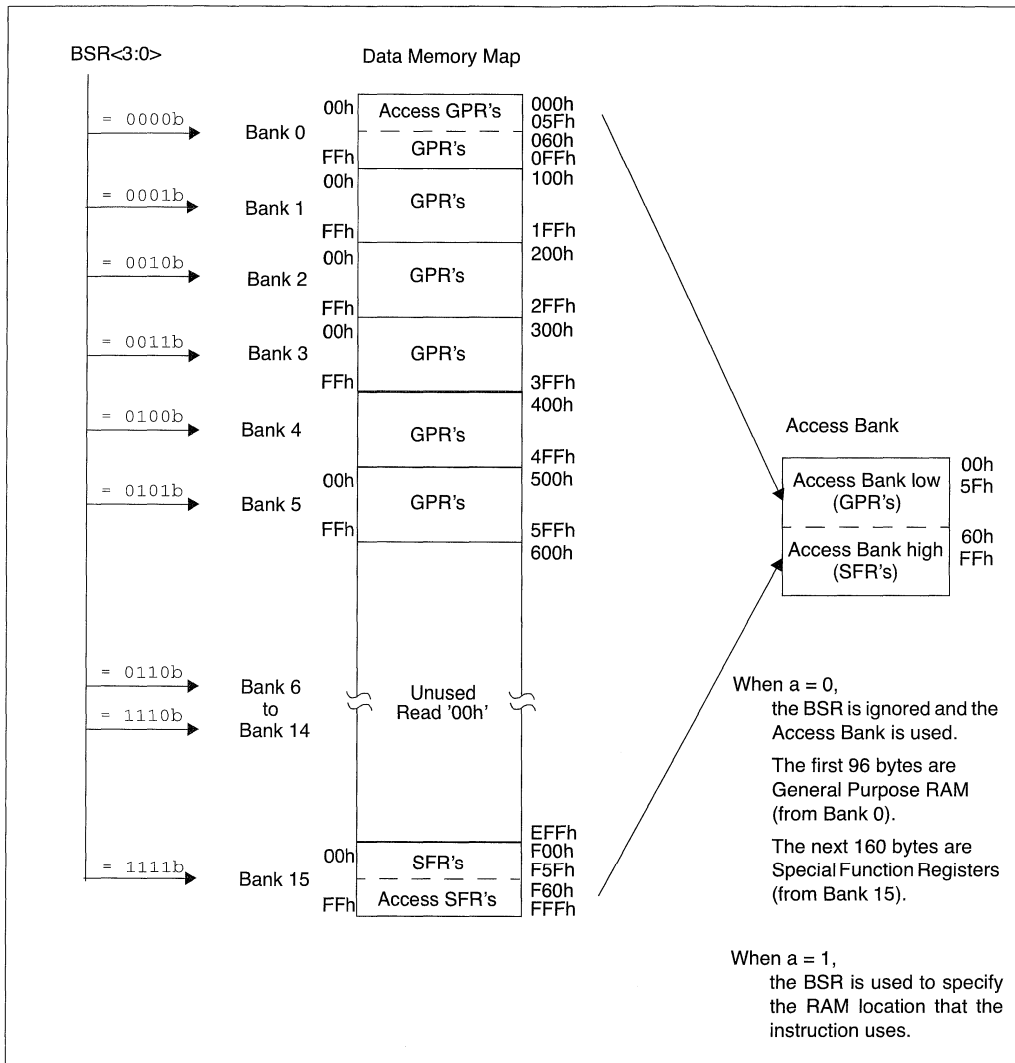 BSR<3:0>
Data Memory Map
= 0000b
Bank 0
00h
Access GPR's
000h
05Fh
FFh
GPR's
060h
0FFh
= 0001b
Bank 1
00h
GPR's
100h
FFh
1FFh
= 0010b
Bank 2
00h
GPR's
200h
FFh
2FFh
= 0011b
Bank 3
00h
GPR's
300h
FFh
3FFh
= 0100b
Bank 4
GPR's
400h
4FFh
= 0101b
Bank 5
00h
GPR's
500h
FFh
5FFh
600h
= 0110b
Bank 6
to
= 1110b
Bank 14
Unused
Read '00h'
EFFh
= 1111b
Bank 15
00h
SFR's
F00h
F5Fh
FFh
Access SFR's
F60h
FFFh
Access Bank
Access Bank low
(GPR's)
00h
5Fh
Access Bank high
(SFR's)
60h
FFh
When a = 0,
the BSR is ignored and the
Access Bank is used.
The first 96 bytes are
General Purpose RAM
(from Bank 0).
The next 160 bytes are
Special Function Registers
(from Bank 15).
When a = 1,
the BSR is used to specify
the RAM location that the
instruction uses.